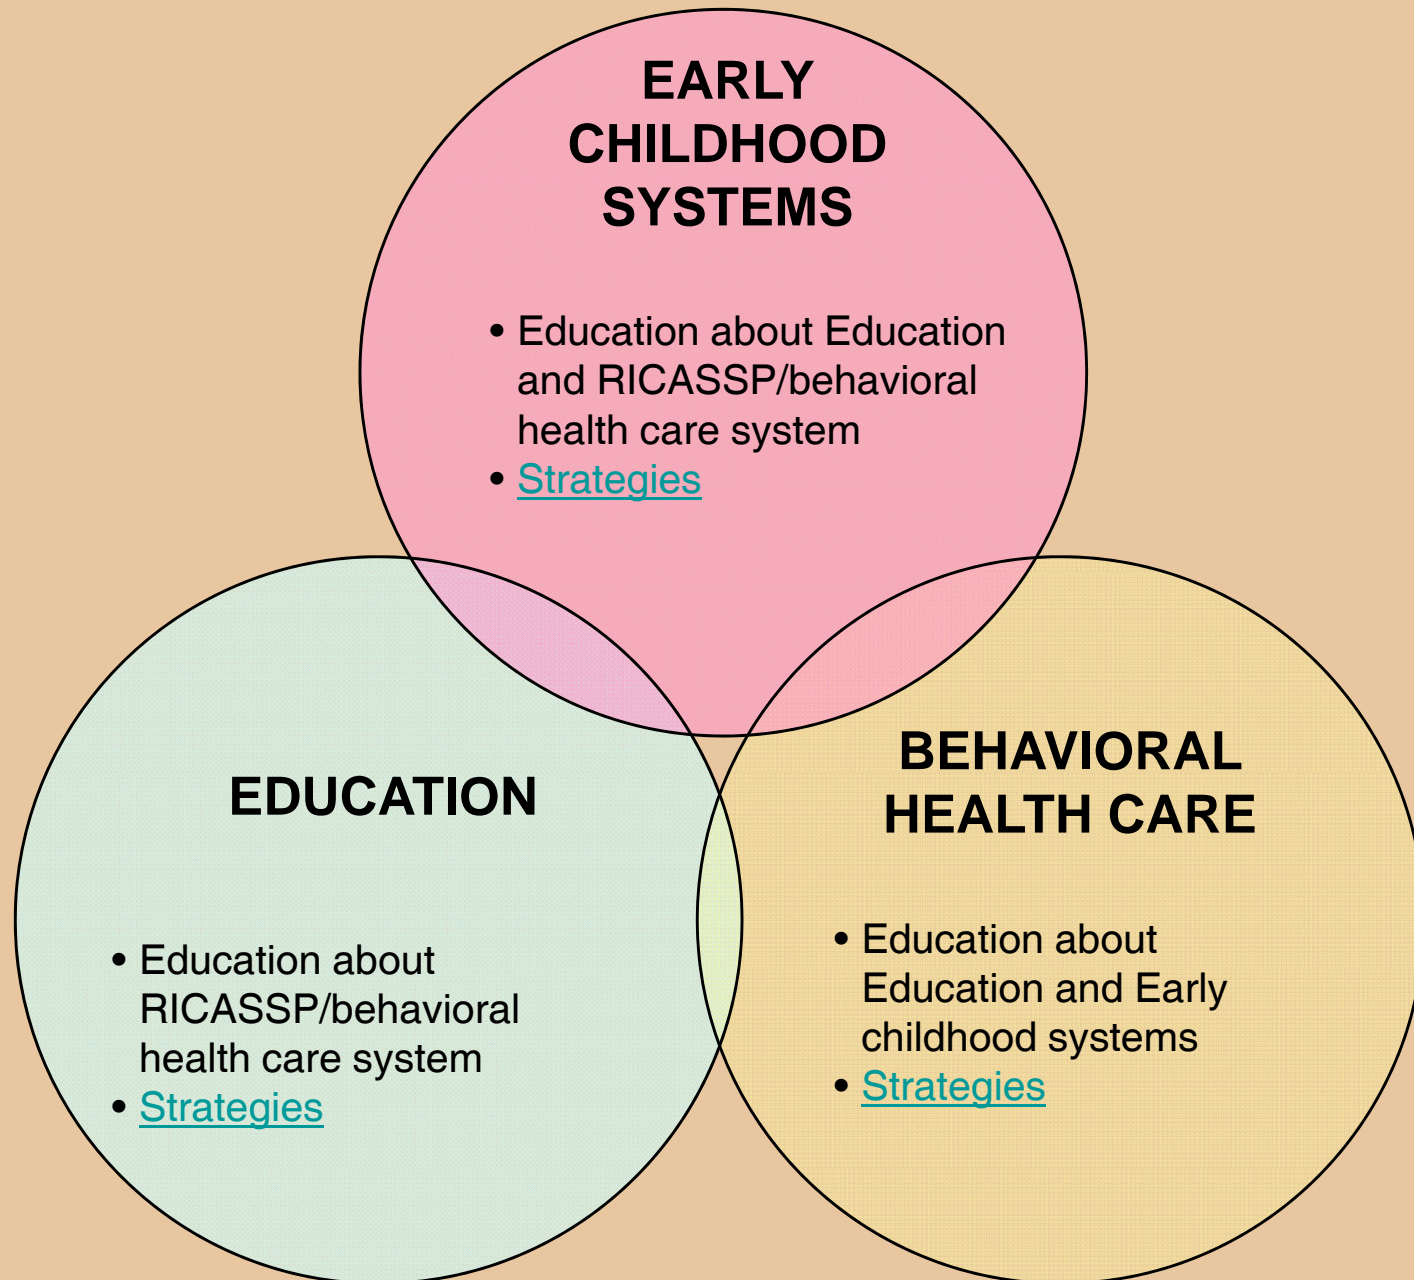 EARLY
CHILDHOOD
SYSTEMS
• Education about Education
and RICASSP/behavioral
health care system
• Strategies
EDUCATION
• Education about
RICASSP/behavioral
health care system
• Strategies
BEHAVIORAL
HEALTH CARE
• Education about
Education and Early
childhood systems
• Strategies